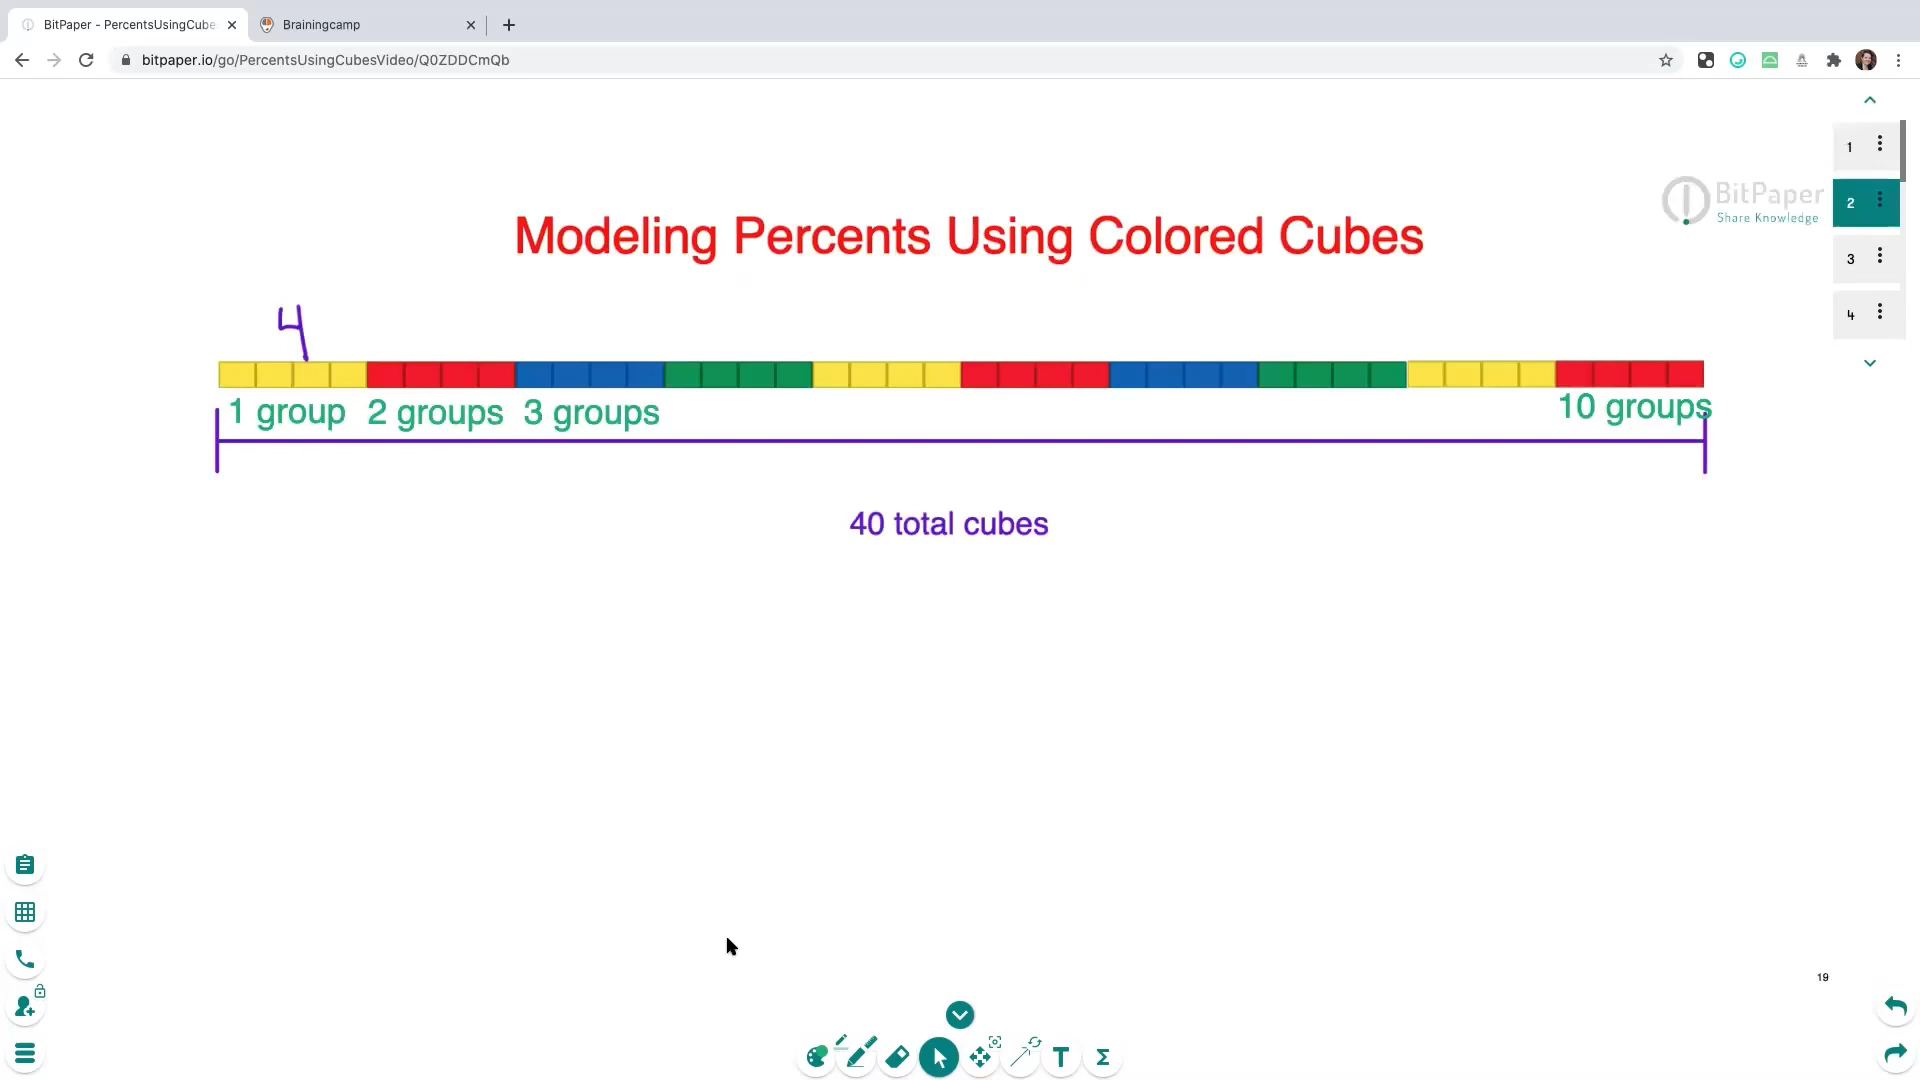 BitPaper - PercentsUsingCube
Brainingcamp
bitpaper.io/go/PercentsUsingCubesVideo/Q0ZDDCmQb
1
BitPaper
Share Knowledge
2
Modeling Percents Using Colored Cubes
3
4
4
1 group 2 groups 3 groups 10 groups
40 total cubes
19
T Σ